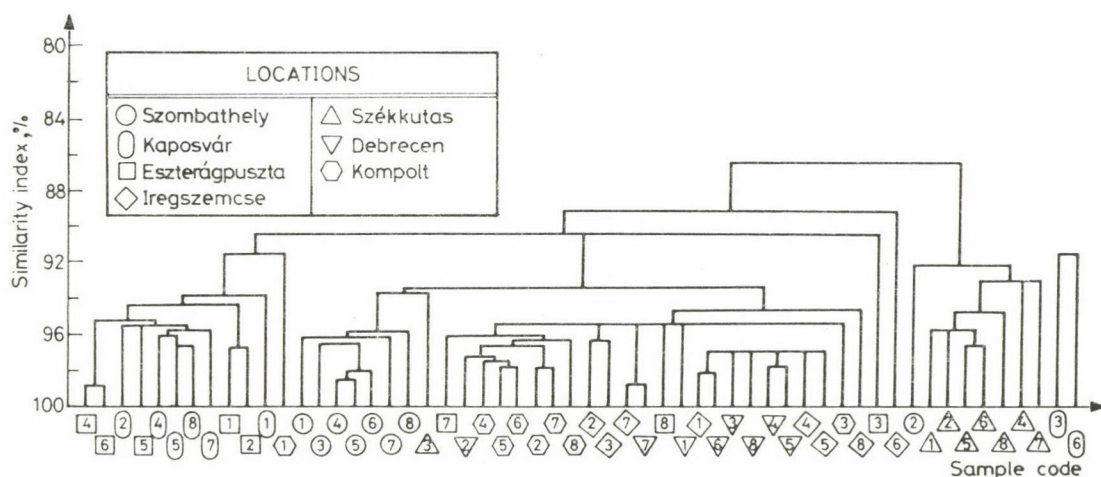 80
84
88
92
96
100
Similarity index,%
LOCATIONS
Szombathely
Kaposvár
Eszterágpuszta
Iregszemcse
Székkutas
Debrecen
Kompolt
4 2 4 8 1 1 1 4 6 8 7 4 6 7 2 7 8 1 3 4 4 3 3 2 2 6 4 3
6 5 5 7 2 1 3 5 7 3 2 5 2 8 3 7 1 6 8 5 5 8 6 1 5 8 7 6
Sample code